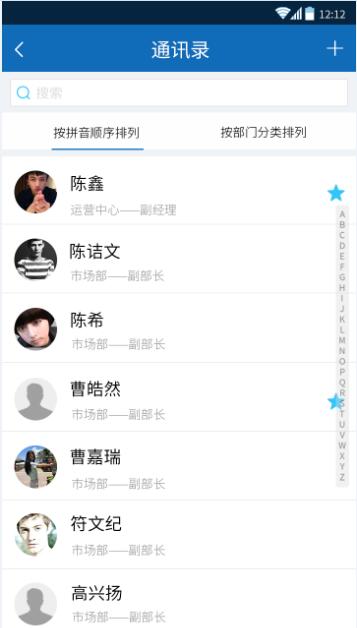 12:12
通讯录
搜索
按拼音顺序排列
按部门分类排列
陈鑫
运营中心——副经理
陈诘文
市场部——副部长
陈希
市场部——副部长
曹皓然
市场部——副部长
曹嘉瑞
市场部——副部长
符文纪
市场部——副部长
高兴扬
市场部——副部长
A
B
C
D
E
F
G
H
I
J
K
L
M
N
O
P
Q
R
S
T
U
V
W
X
Y
Z